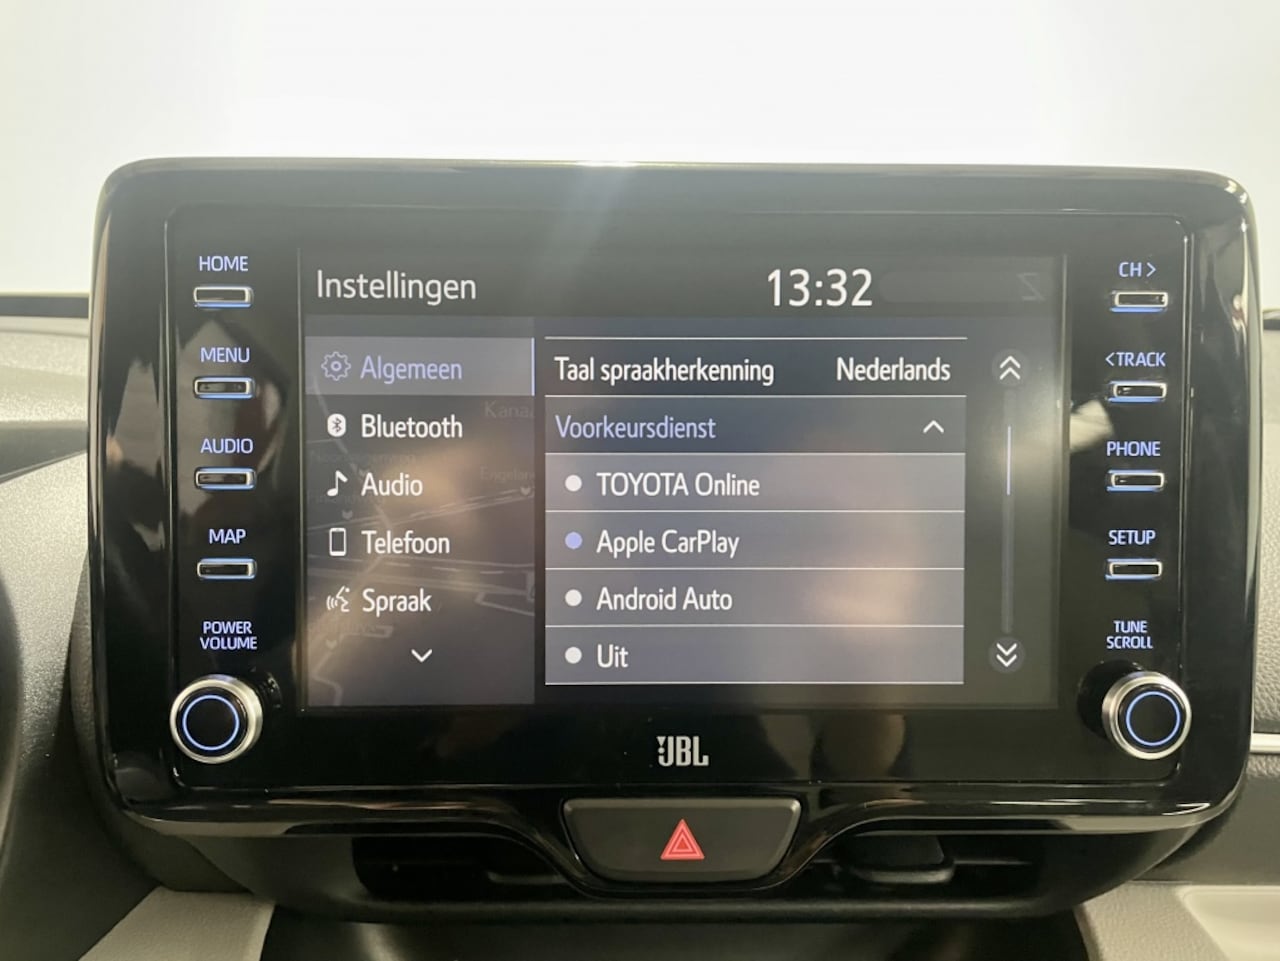 HOME
MENU
AUDIO
MAP
POWER
VOLUME
Instellingen
13:32
Algemeen
Bluetooth
Audio
Telefoon
Spraak
Taal spraakherkenning Nederlands
Voorkeursdienst
TOYOTA Online
Apple CarPlay
Android Auto
Uit
CH>
<TRACK
PHONE
SETUP
TUNE
SCROLL
JBL